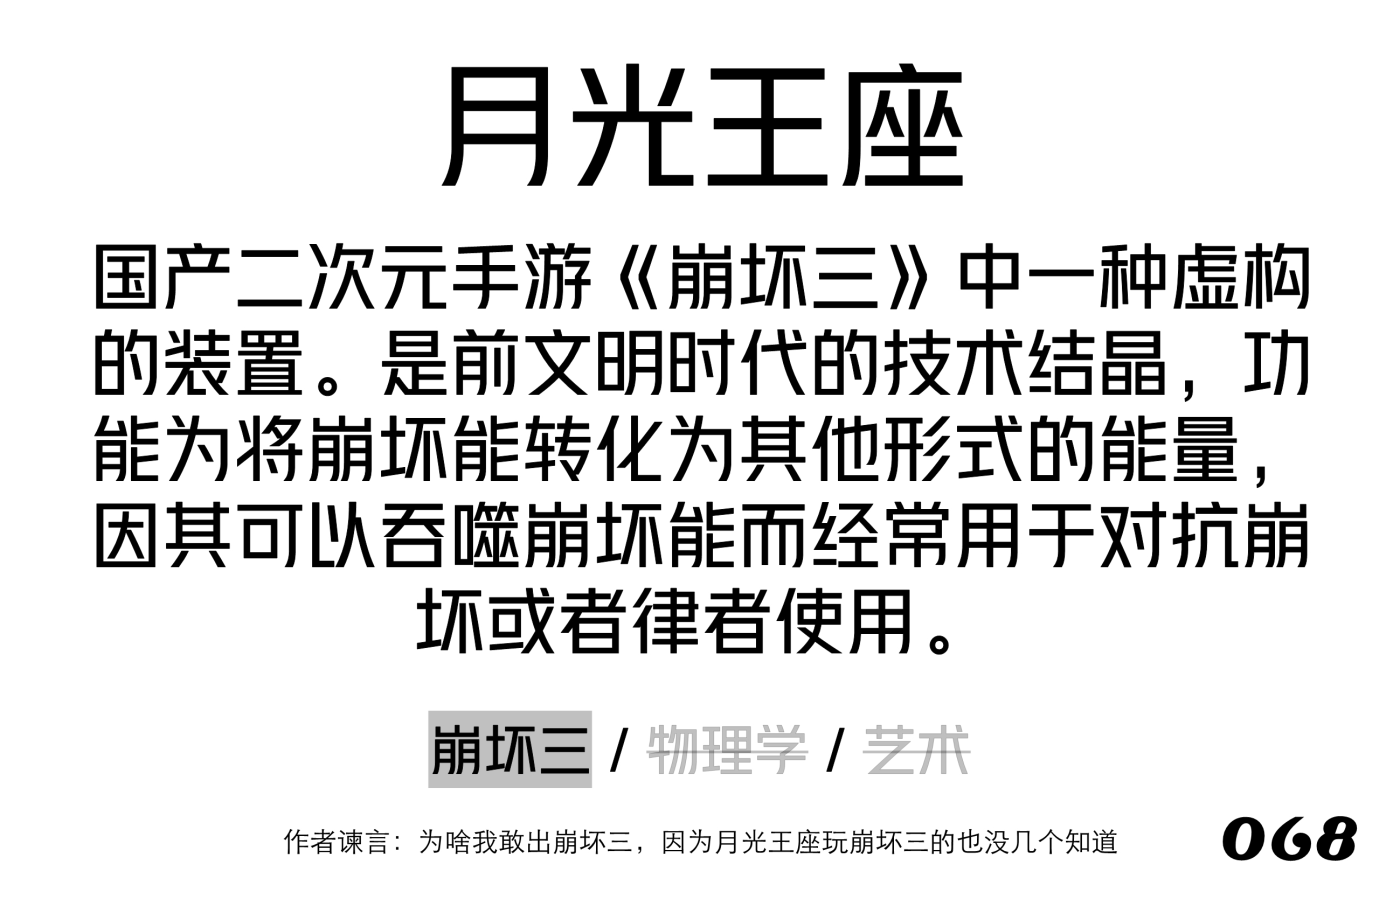 月光王座
国产二次元手游《崩坏三》中一种虚构
的装置。是前文明时代的技术结晶，功
能为将崩坏能转化为其他形式的能量，
因其可以吞噬崩坏能而经常用于对抗崩
坏或者律者使用。
崩坏三 / 物理学 / 艺术
作者谏言：为啥我敢出崩坏三，因为月光王座玩崩坏三的也没几个知道
068